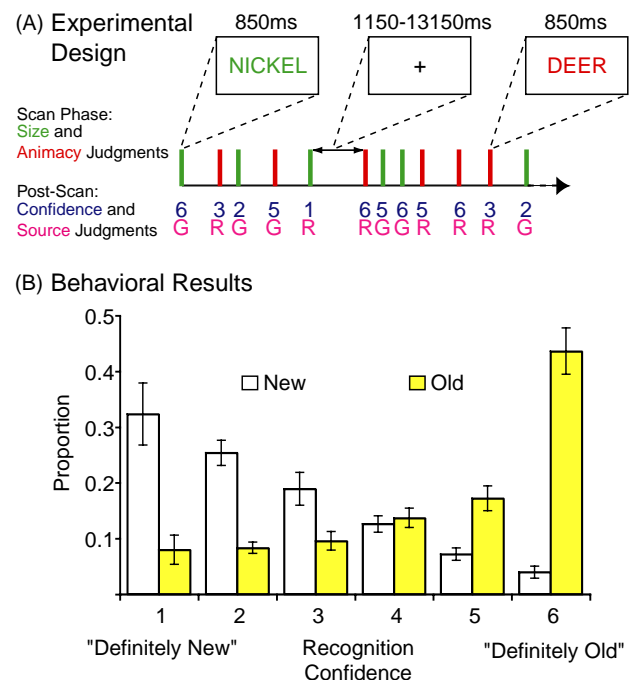 (A) Experimental Design
850ms 1150-13150ms 850ms
NICKEL + DEER
Scan Phase:
Size and
Animacy Judgments
Post-Scan:
Confidence and
Source Judgments
6 3 2 5 1 6 5 6 5 6 3 2
G R G G R R G G R R R G
(B) Behavioral Results
0.5
0.4
0.3
0.2
0.1
Proportion
New Old
1 2 3 4 5 6
"Definitely New" Recognition Confidence "Definitely Old"